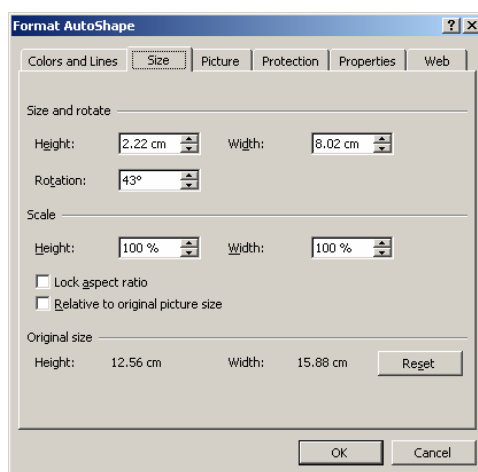 Format AutoShape
Colors and Lines Size Picture Protection Properties Web
Size and rotate
Height: 2.22 cm Width: 8.02 cm
Rotation: 43°
Scale
Height: 100 % Width: 100 %
Lock aspect ratio
Relative to original picture size
Original size
Height: 12.56 cm Width: 15.88 cm Reset
OK Cancel